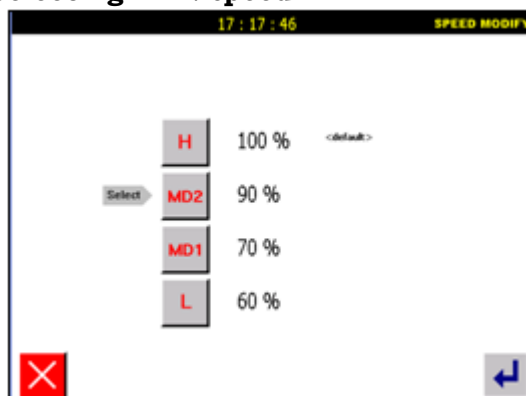 17 : 17 : 46 SPEED MODIFY
H 100 % <default>
Select MD2 90 %
MD1 70 %
L 60 %